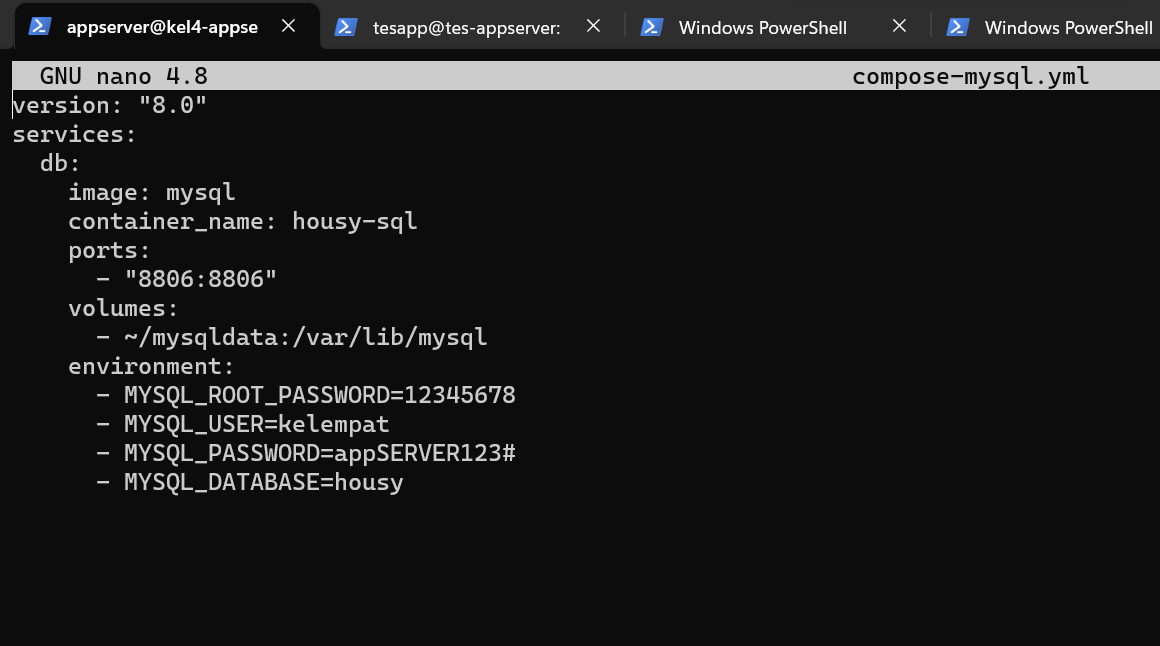 appserver@kel4-appse
tesapp@tes-appserver:
Windows PowerShell
Windows PowerShell
GNU nano 4.8 compose-mysql.yml
version: "8.0"
services:
  db:
    image: mysql
    container_name: housy-sql
    ports:
      - "8806:8806"
    volumes:
      - ~/mysqldata:/var/lib/mysql
    environment:
      - MYSQL_ROOT_PASSWORD=12345678
      - MYSQL_USER=kelempat
      - MYSQL_PASSWORD=appSERVER123#
      - MYSQL_DATABASE=housy